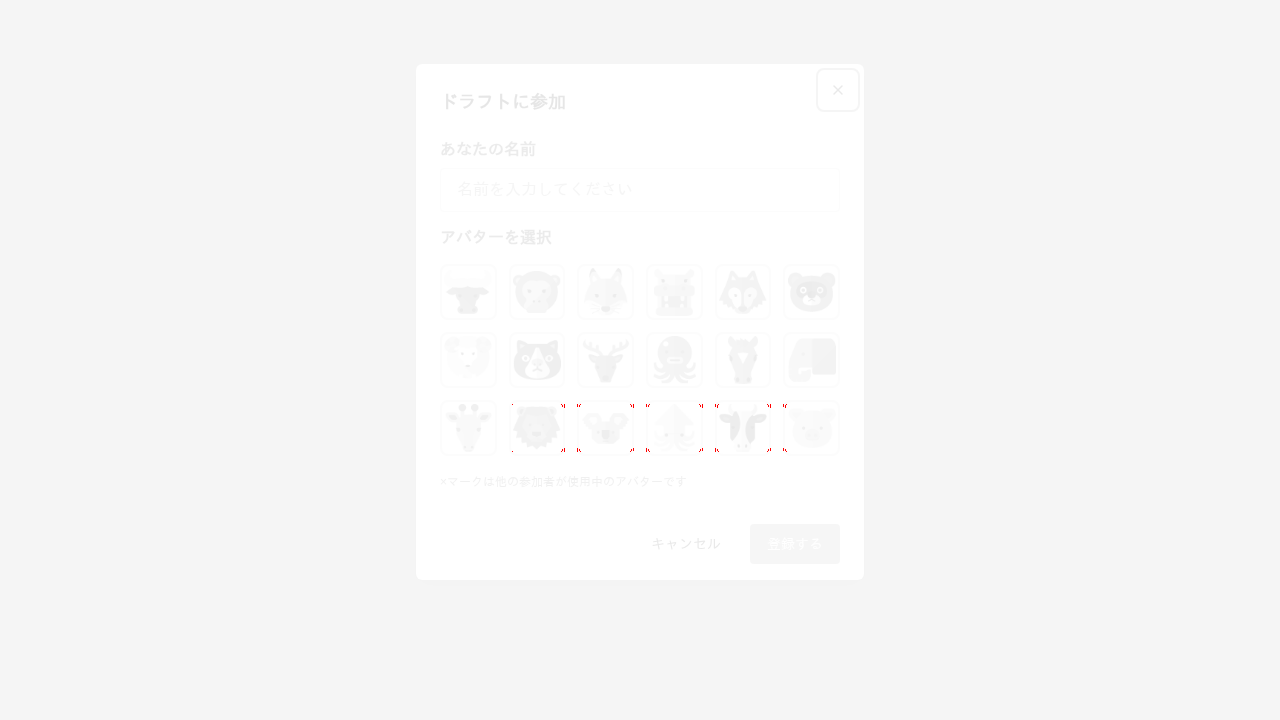 ドラフトに参加
あなたの名前
名前を入力してください
アバターを選択
×マークは他の参加者が使用中のアバターです
キャンセル
登録する